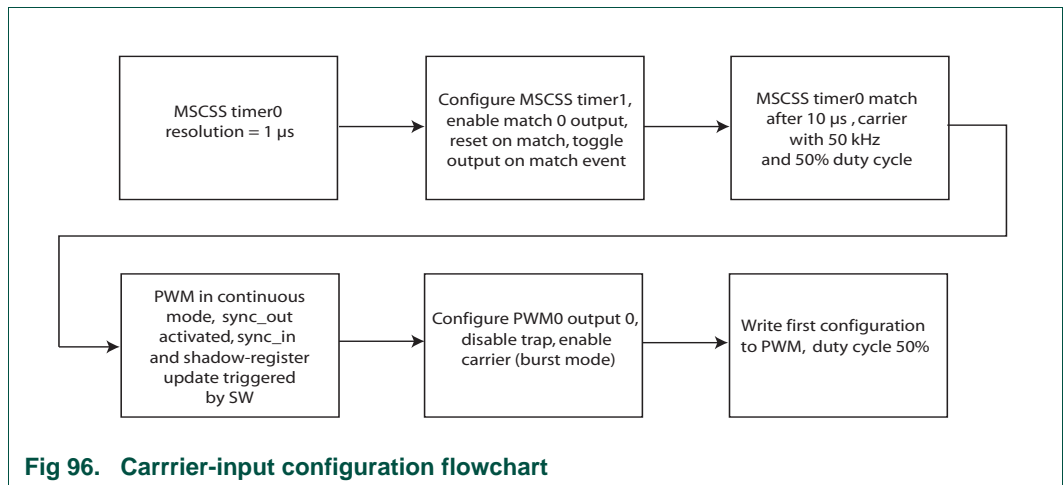 MSCSS timer0
resolution = 1 µs
Configure MSCSS timer1,
enable match 0 output,
reset on match, toggle
output on match event
MSCSS timer0 match
after 10 µs , carrier
with 50 kHz
and 50% duty cycle
PWM in continuous
mode, sync_out
activated, sync_in
and shadow-register
update triggered
by SW
Configure PWM0 output 0,
disable trap, enable
carrier (burst mode)
Write first configuration
to PWM, duty cycle 50%
Fig 96. Carrrier-input configuration flowchart